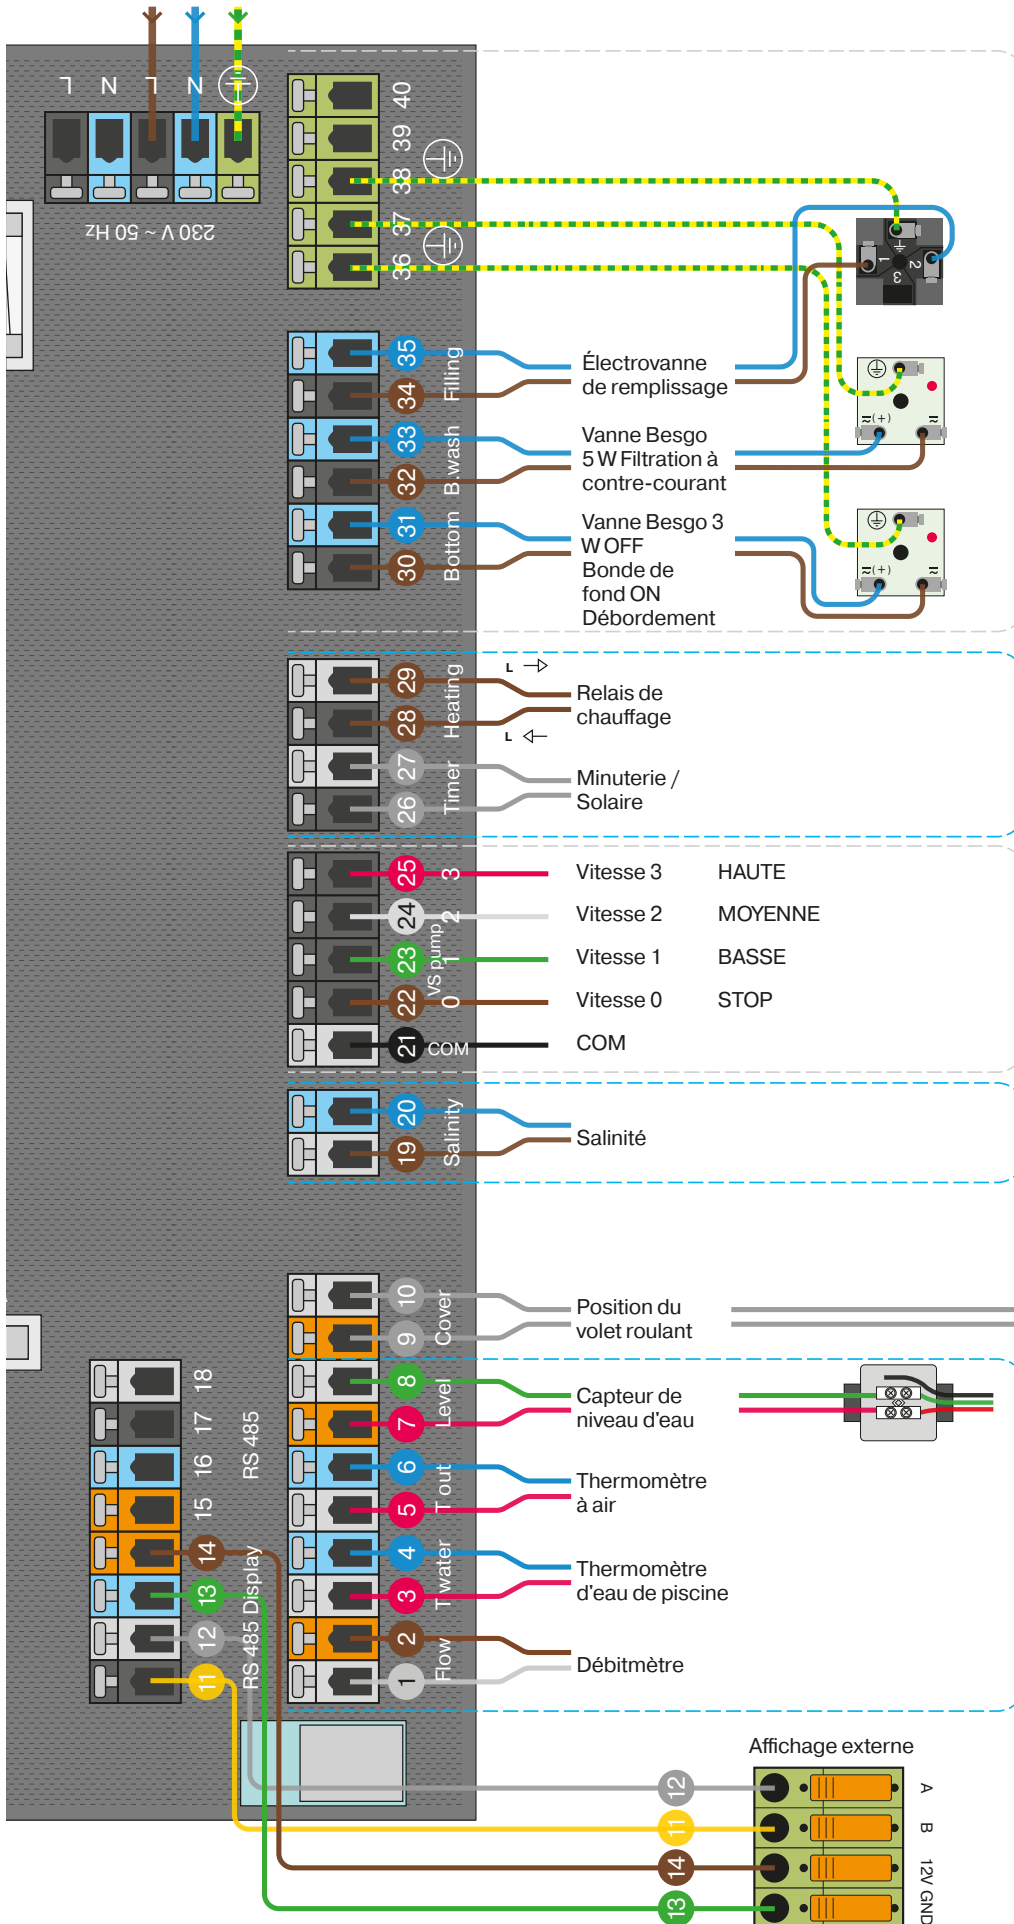 L N L N
230 V ~ 50 Hz
40
39
38
37
36
1 2 3
35
34
Filling
Électrovanne
de remplissage
33
32
B.wash
Vanne Besgo
5 W Filtration à
contre-courant
≂(+) ≂
31
30
Bottom
Vanne Besgo 3
W OFF
Bonde de
fond ON
Débordement
≂(+) ≂
29
28
Heating
L
L
Relais de
chauffage
27
26
Timer
Minuterie /
Solaire
VS pump
25 3 Vitesse 3 HAUTE
24 2 Vitesse 2 MOYENNE
23 1 Vitesse 1 BASSE
22 0 Vitesse 0 STOP
21 COM COM
20
19
Salinity
Salinité
10
9
Cover
Position du
volet roulant
8
7
Level
Capteur de
niveau d'eau
6
5
T out
Thermomètre
à air
4
3
T water
Thermomètre
d'eau de piscine
2
1
Flow
Débitmètre
18
17
16
15
RS 485
14
13
12
11
RS 485 Display
Affichage externe
12 A
11 B
14 12V
13 GND